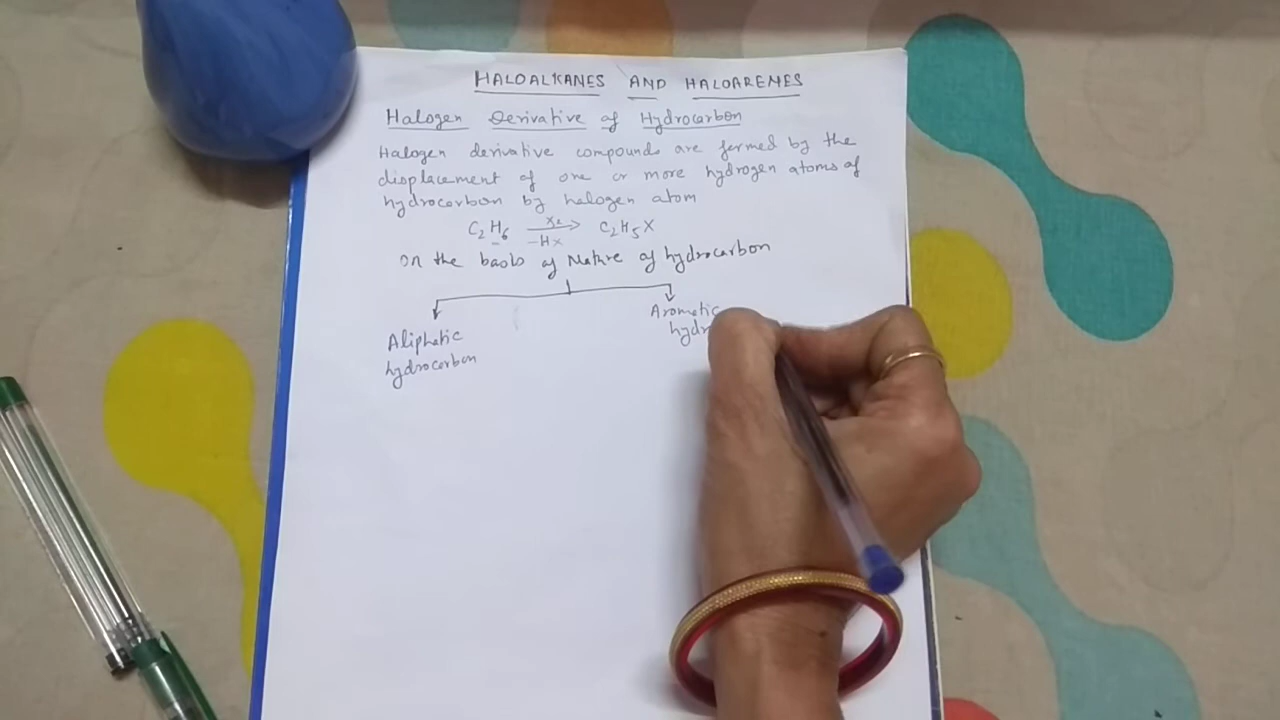 HALOALKANES AND HALOARENES
Halogen Derivative of Hydrocarbon
Halogen derivative compounds are formed by the
displacement of one or more hydrogen atoms of
hydrocarbon by halogen atom
C2H6 X2 -HX → C2H5X
on the basis of Nature of hydrocarbon
Aliphatic
hydrocarbon
Aromatic
hydr